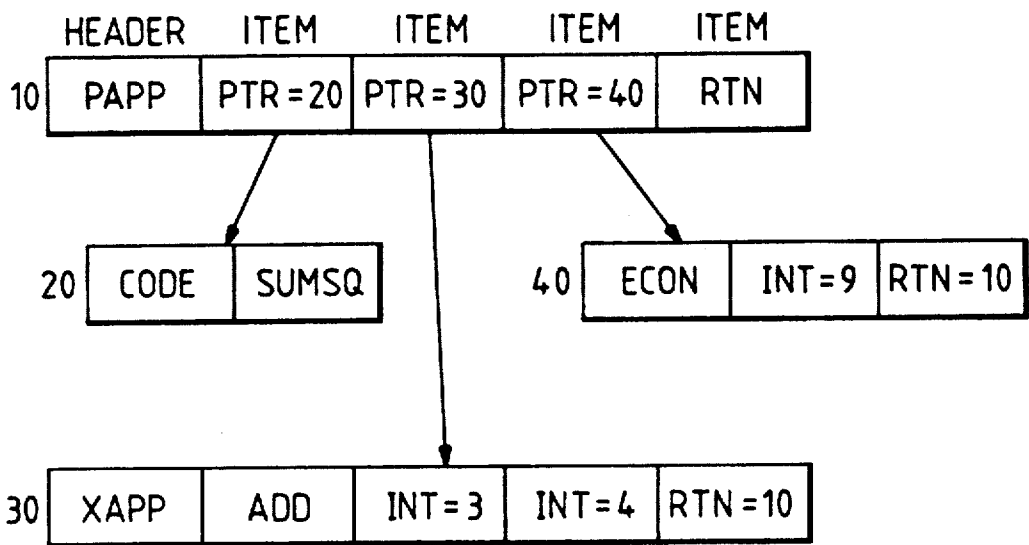 HEADER ITEM ITEM ITEM ITEM
10 PAPP PTR=20 PTR=30 PTR=40 RTN
20 CODE SUMSQ
40 ECON INT=9 RTN=10
30 XAPP ADD INT=3 INT=4 RTN=10